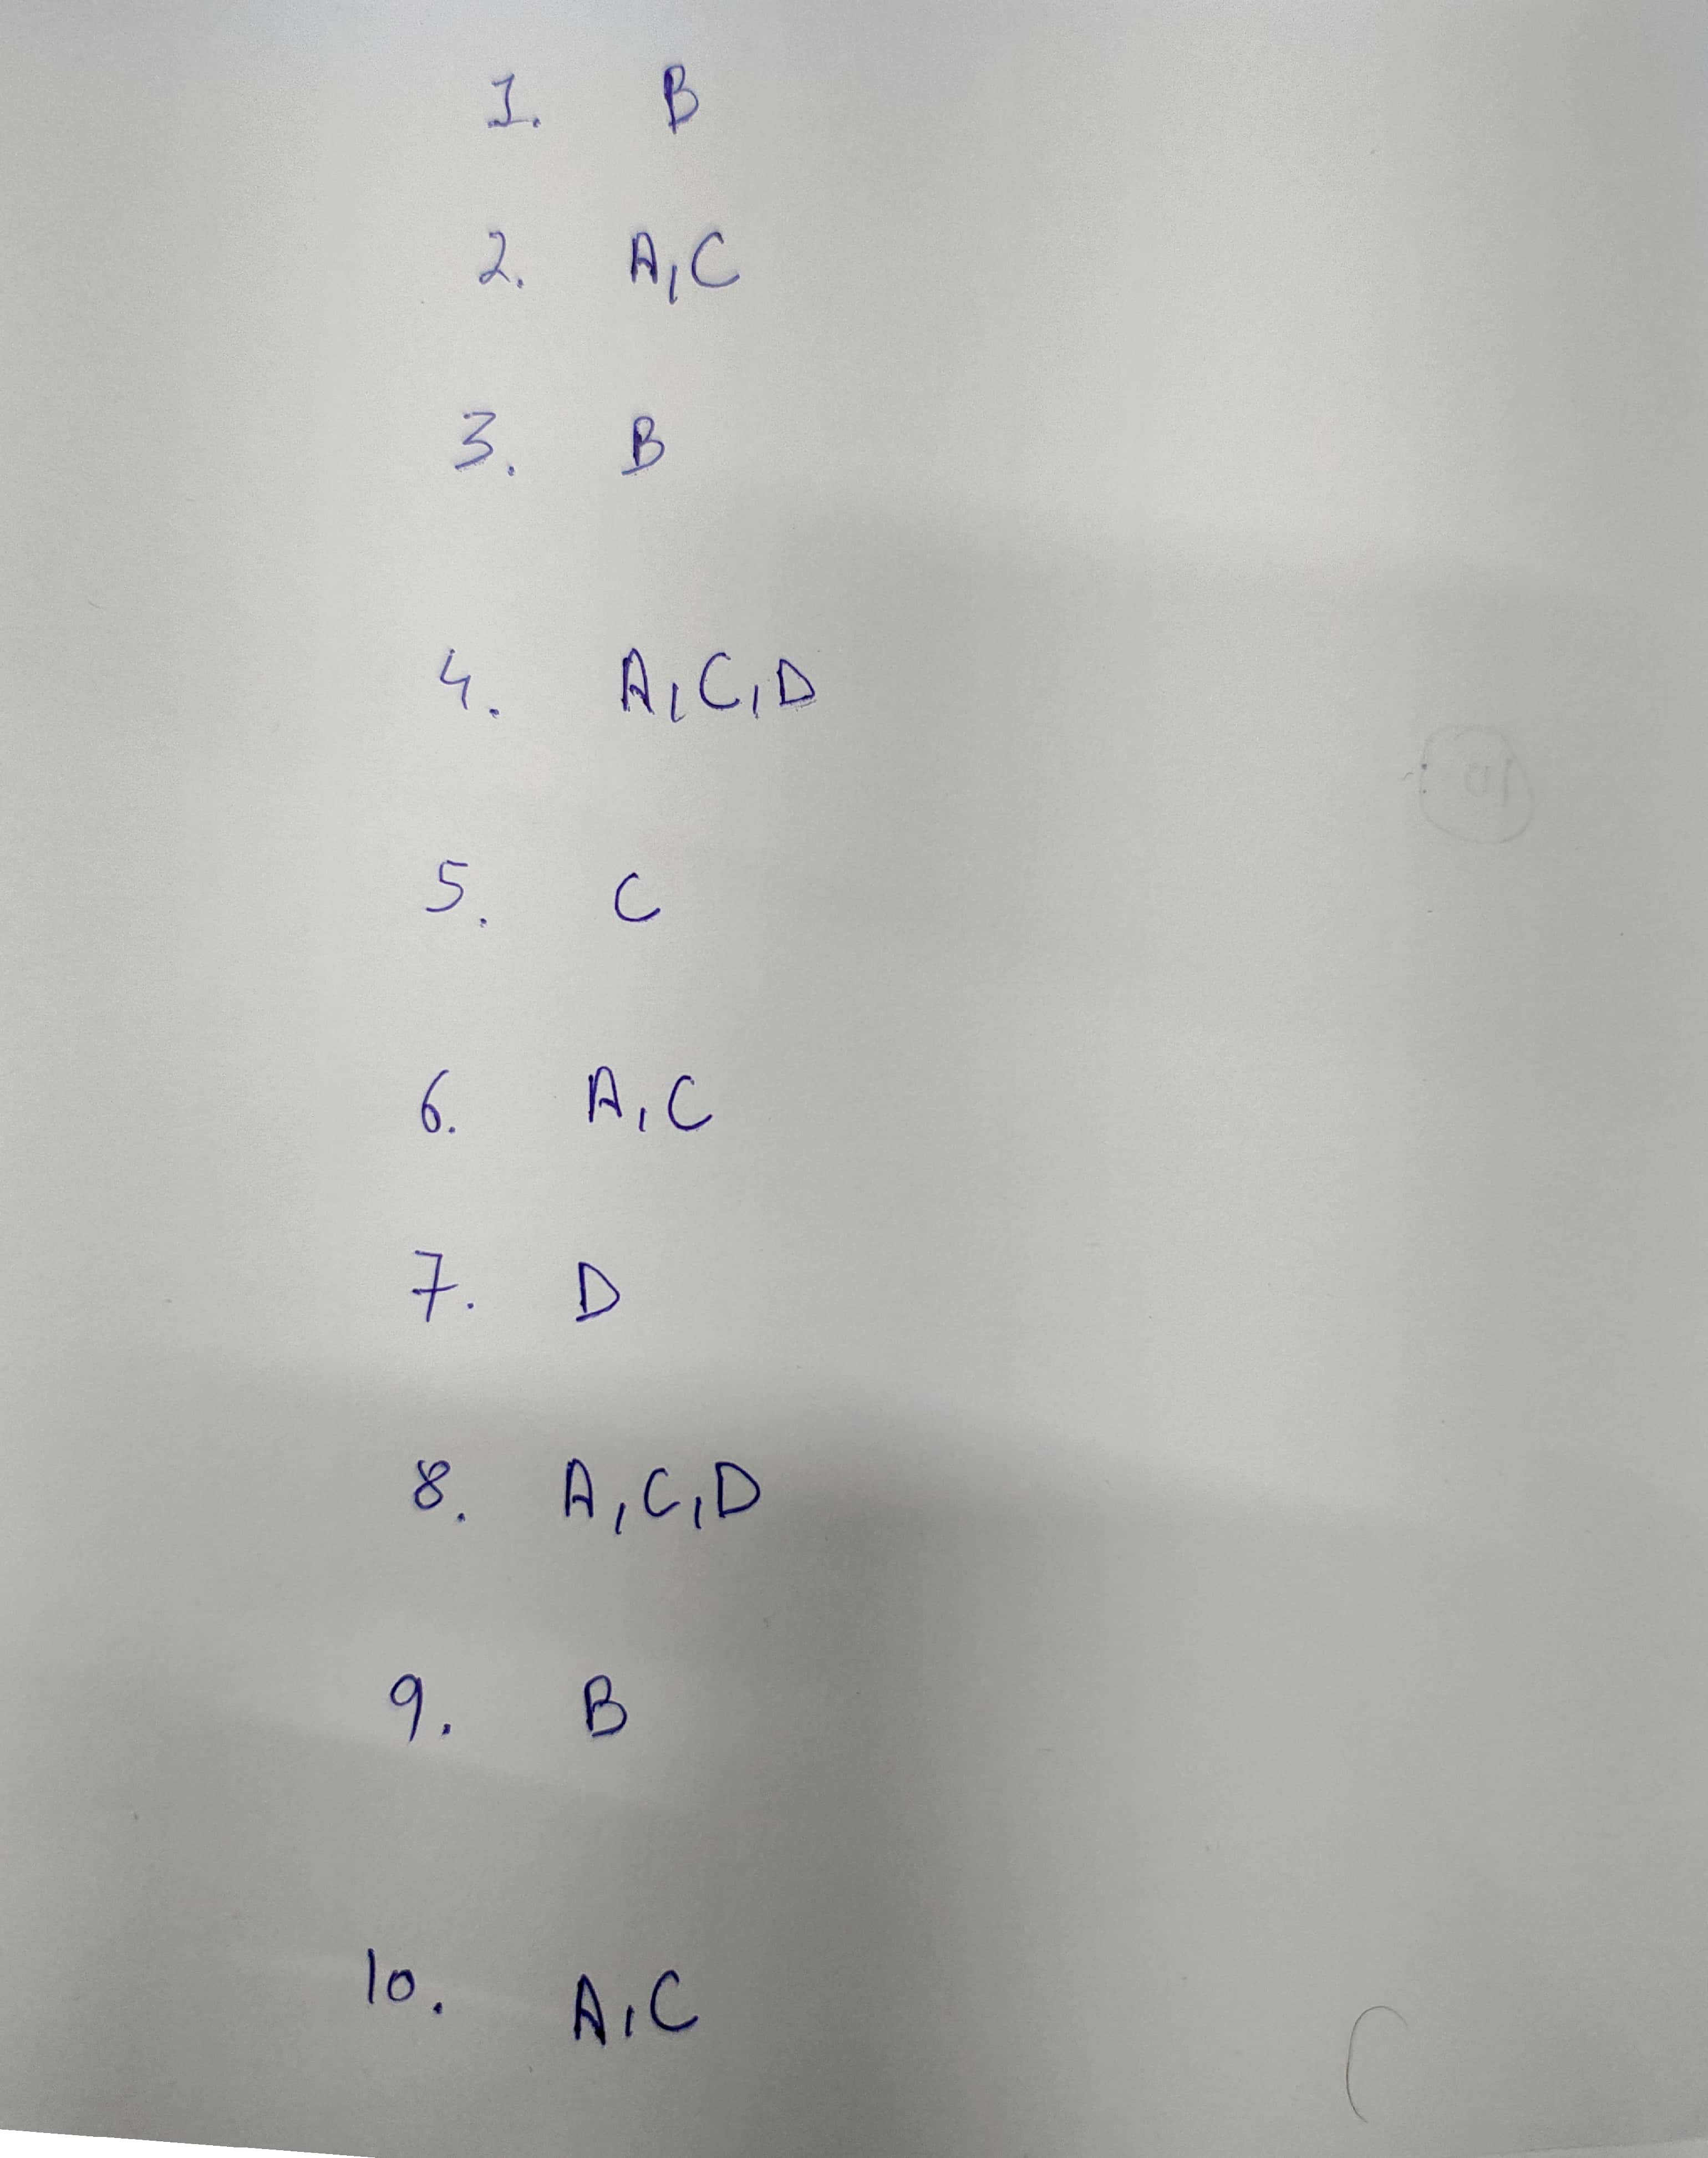 1. B
2. A,C
3. B
4. A,C,D
5. C
6. A,C
7. D
8. A,C,D
9. B
10. A,C